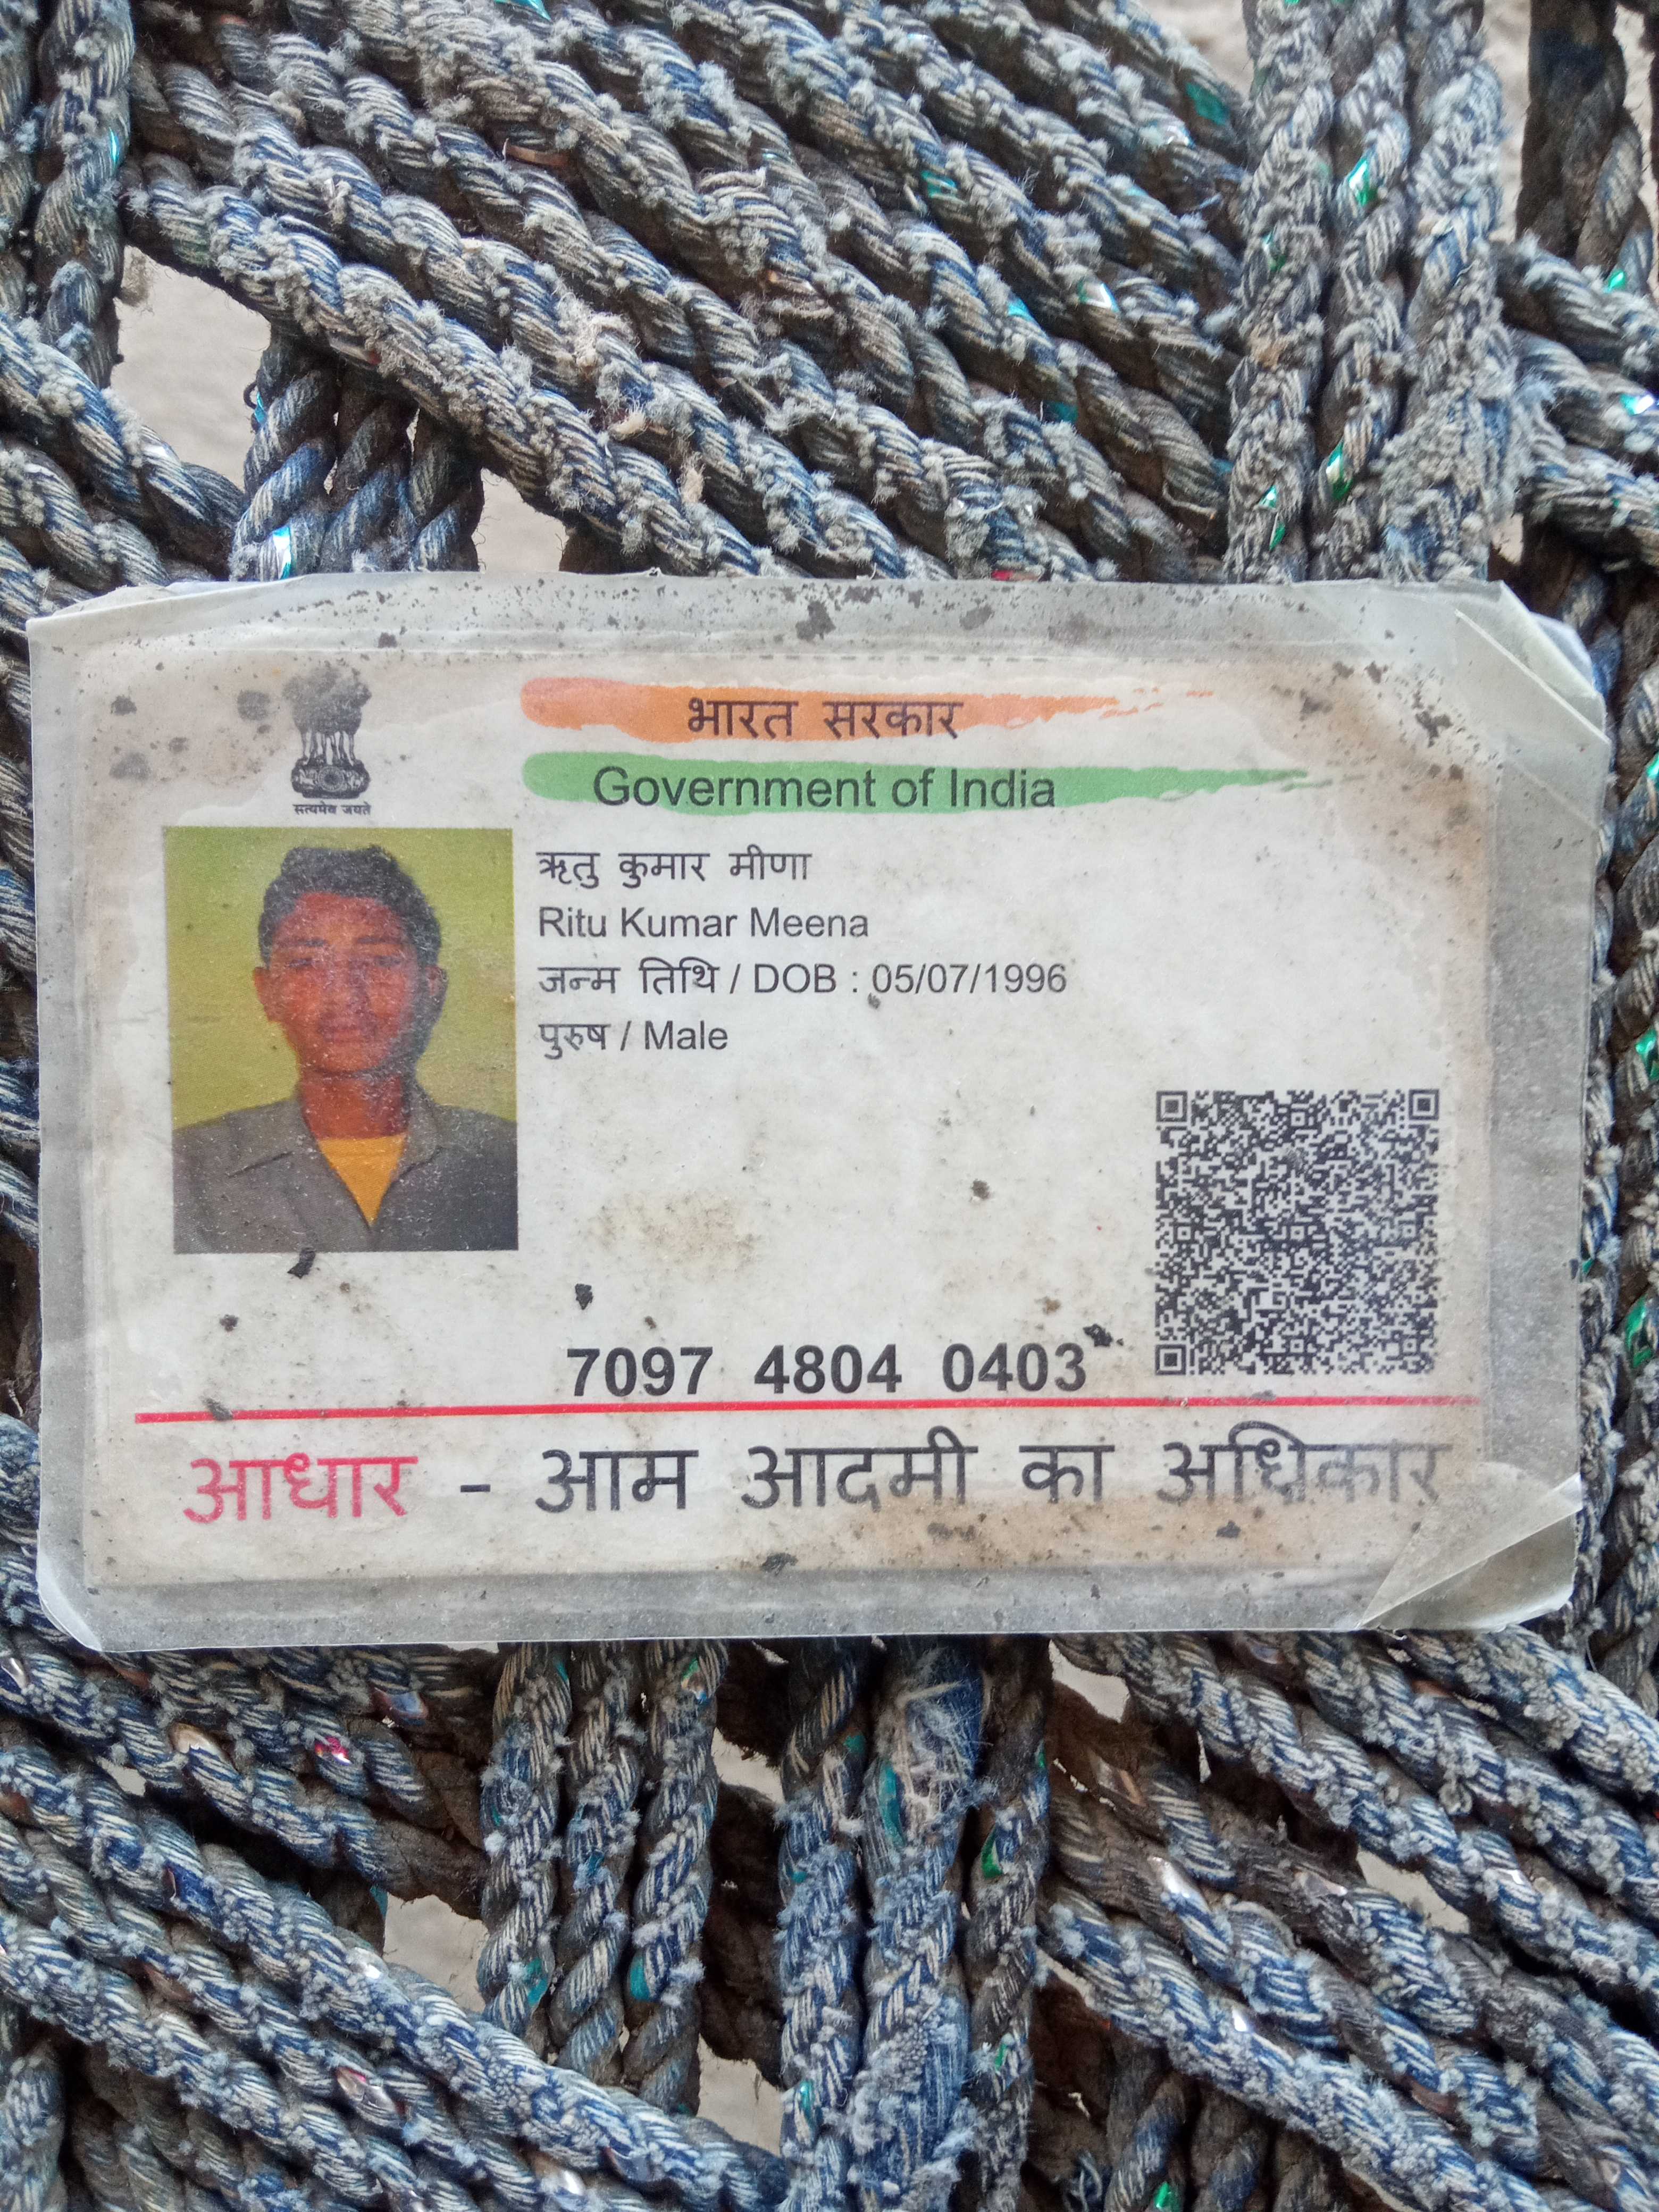 सत्यमेव जयते
भारत सरकार
Government of India
ऋतु कुमार मीणा
Ritu Kumar Meena
जन्म तिथि / DOB : 05/07/1996
पुरुष / Male
7097 4804 0403
आधार - आम आदमी का अधिकार